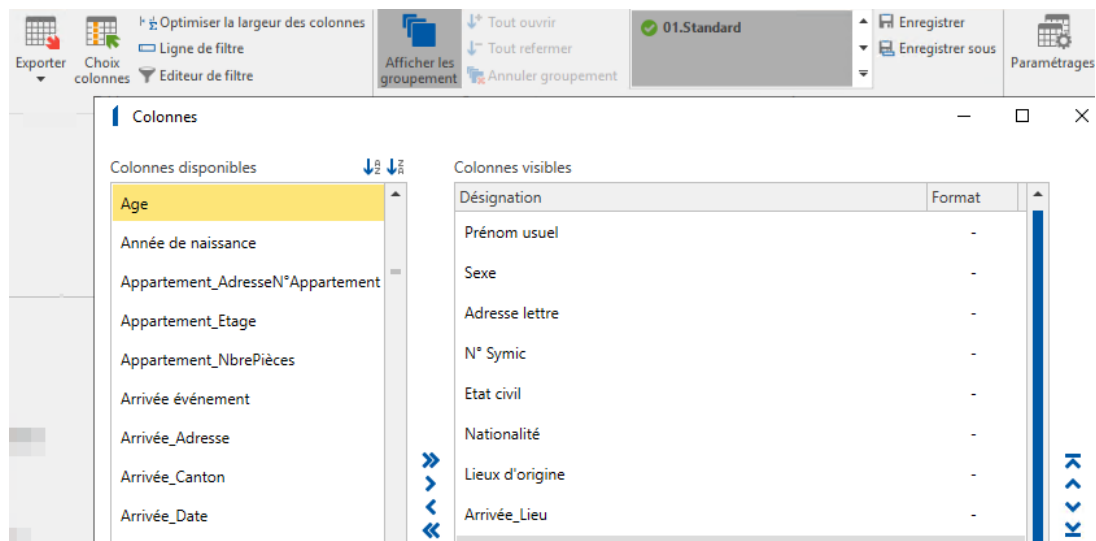 Exporter
Choix
colonnes
Optimiser la largeur des colonnes
Ligne de filtre
Editeur de filtre
Afficher les
groupement
Tout ouvrir
Tout refermer
Annuler groupement
01.Standard
Enregistrer
Enregistrer sous
Paramétrages
Colonnes
Colonnes disponibles
Age
Année de naissance
Appartement_AdresseN°Appartement
Appartement_Etage
Appartement_NbrePièces
Arrivée événement
Arrivée_Adresse
Arrivée_Canton
Arrivée_Date
Colonnes visibles
Désignation Format
Prénom usuel -
Sexe -
Adresse lettre -
N° Symic -
Etat civil -
Nationalité -
Lieux d'origine -
Arrivée_Lieu -